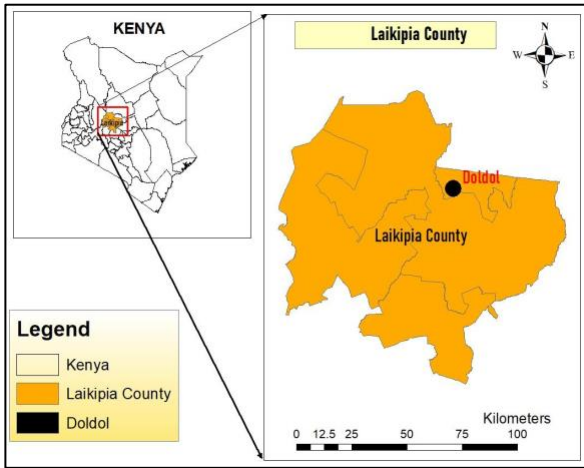 KENYA
Laikipia
Legend
Kenya
Laikipia County
Doldol
Laikipia County
N
W E
S
Doldol
Laikipia County
Kilometers
0 12.5 25 50 75 100